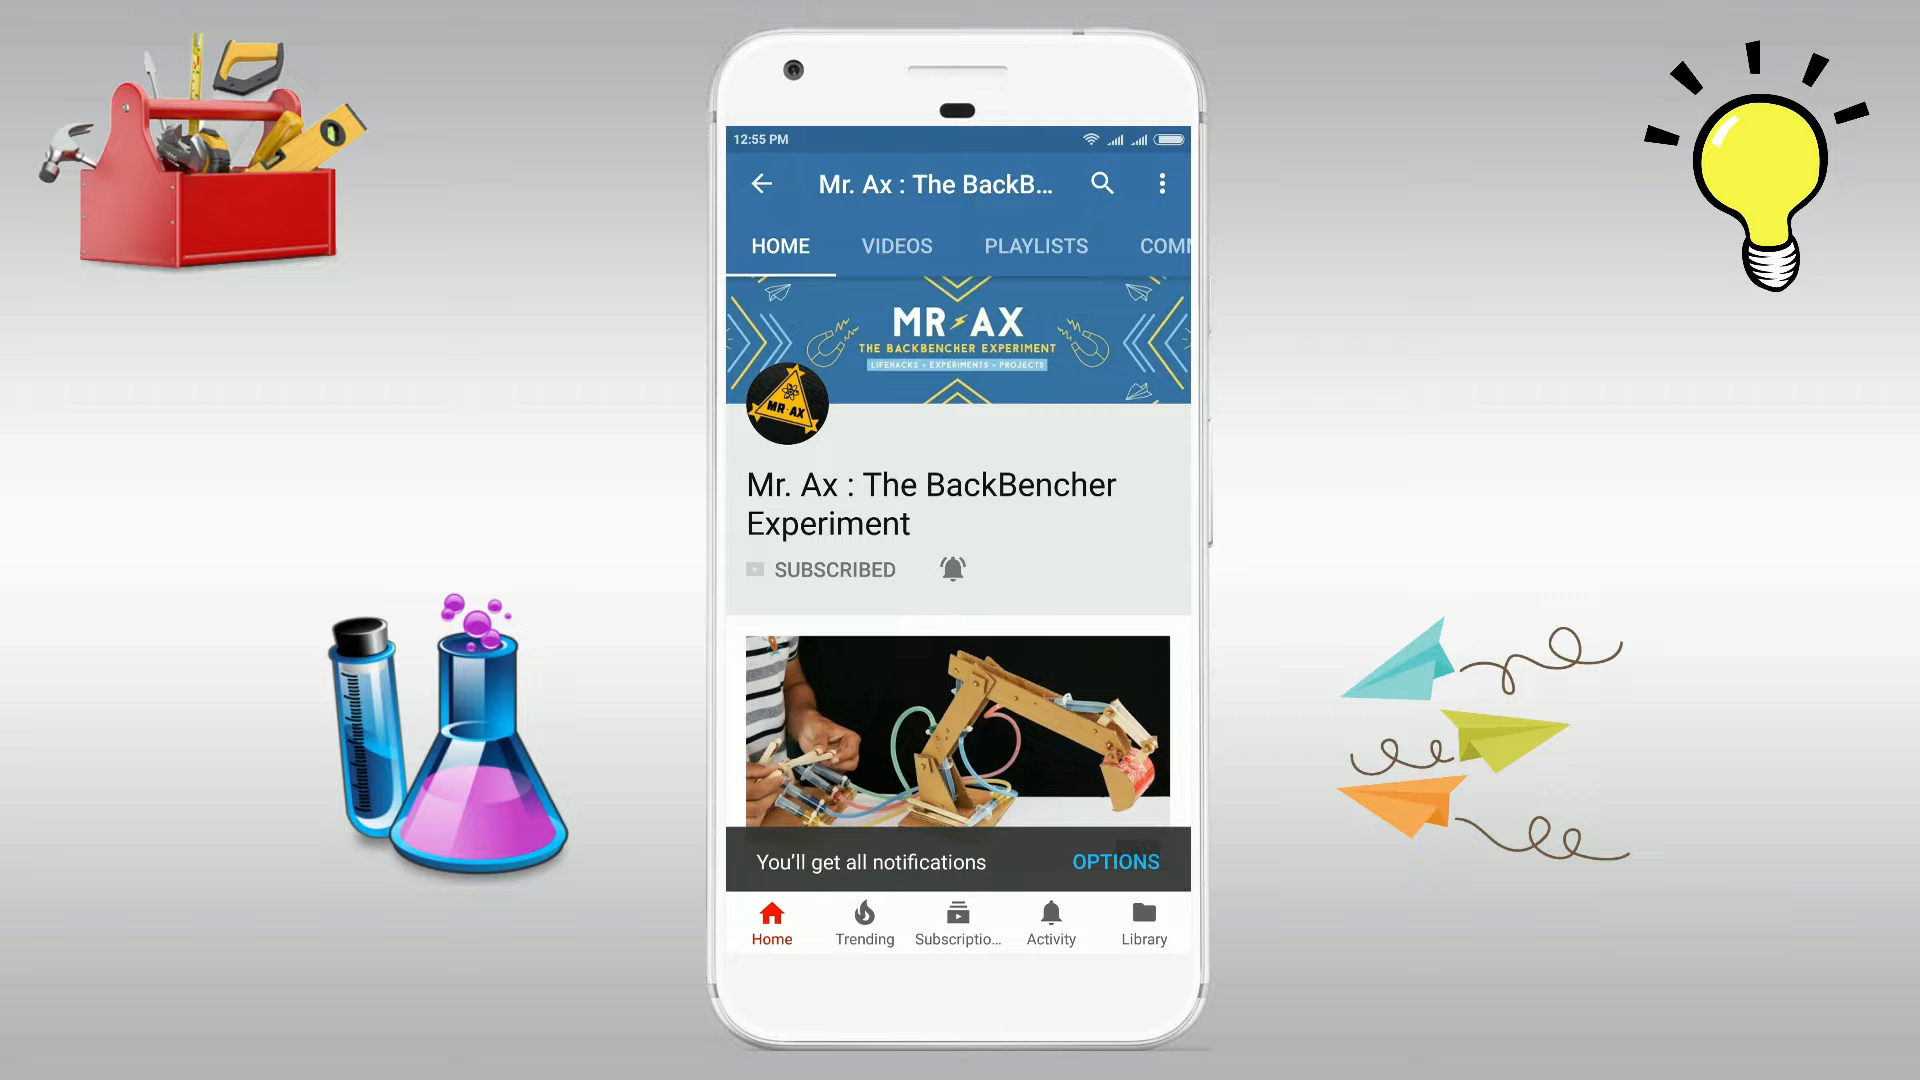 12:55 PM
Mr. Ax : The BackB...
HOME VIDEOS PLAYLISTS COMM
MR AX
THE BACKBENCHER EXPERIMENT
LIFEHACKS • EXPERIMENTS • PROJECTS
MR AX
Mr. Ax : The BackBencher
Experiment
SUBSCRIBED
You'll get all notifications OPTIONS
Home Trending Subscriptio... Activity Library